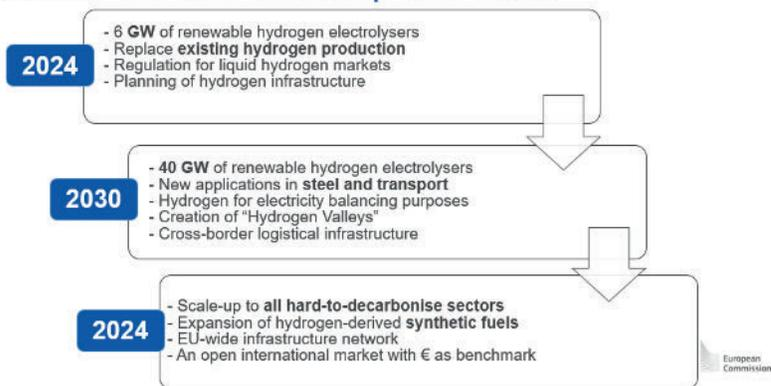 2024
- 6 GW of renewable hydrogen electrolysers
- Replace existing hydrogen production
- Regulation for liquid hydrogen markets
- Planning of hydrogen infrastructure
2030
- 40 GW of renewable hydrogen electrolysers
- New applications in steel and transport
- Hydrogen for electricity balancing purposes
- Creation of “Hydrogen Valleys”
- Cross-border logistical infrastructure
2024
- Scale-up to all hard-to-decarbonise sectors
- Expansion of hydrogen-derived synthetic fuels
- EU-wide infrastructure network
- An open international market with € as benchmark
European
Commission